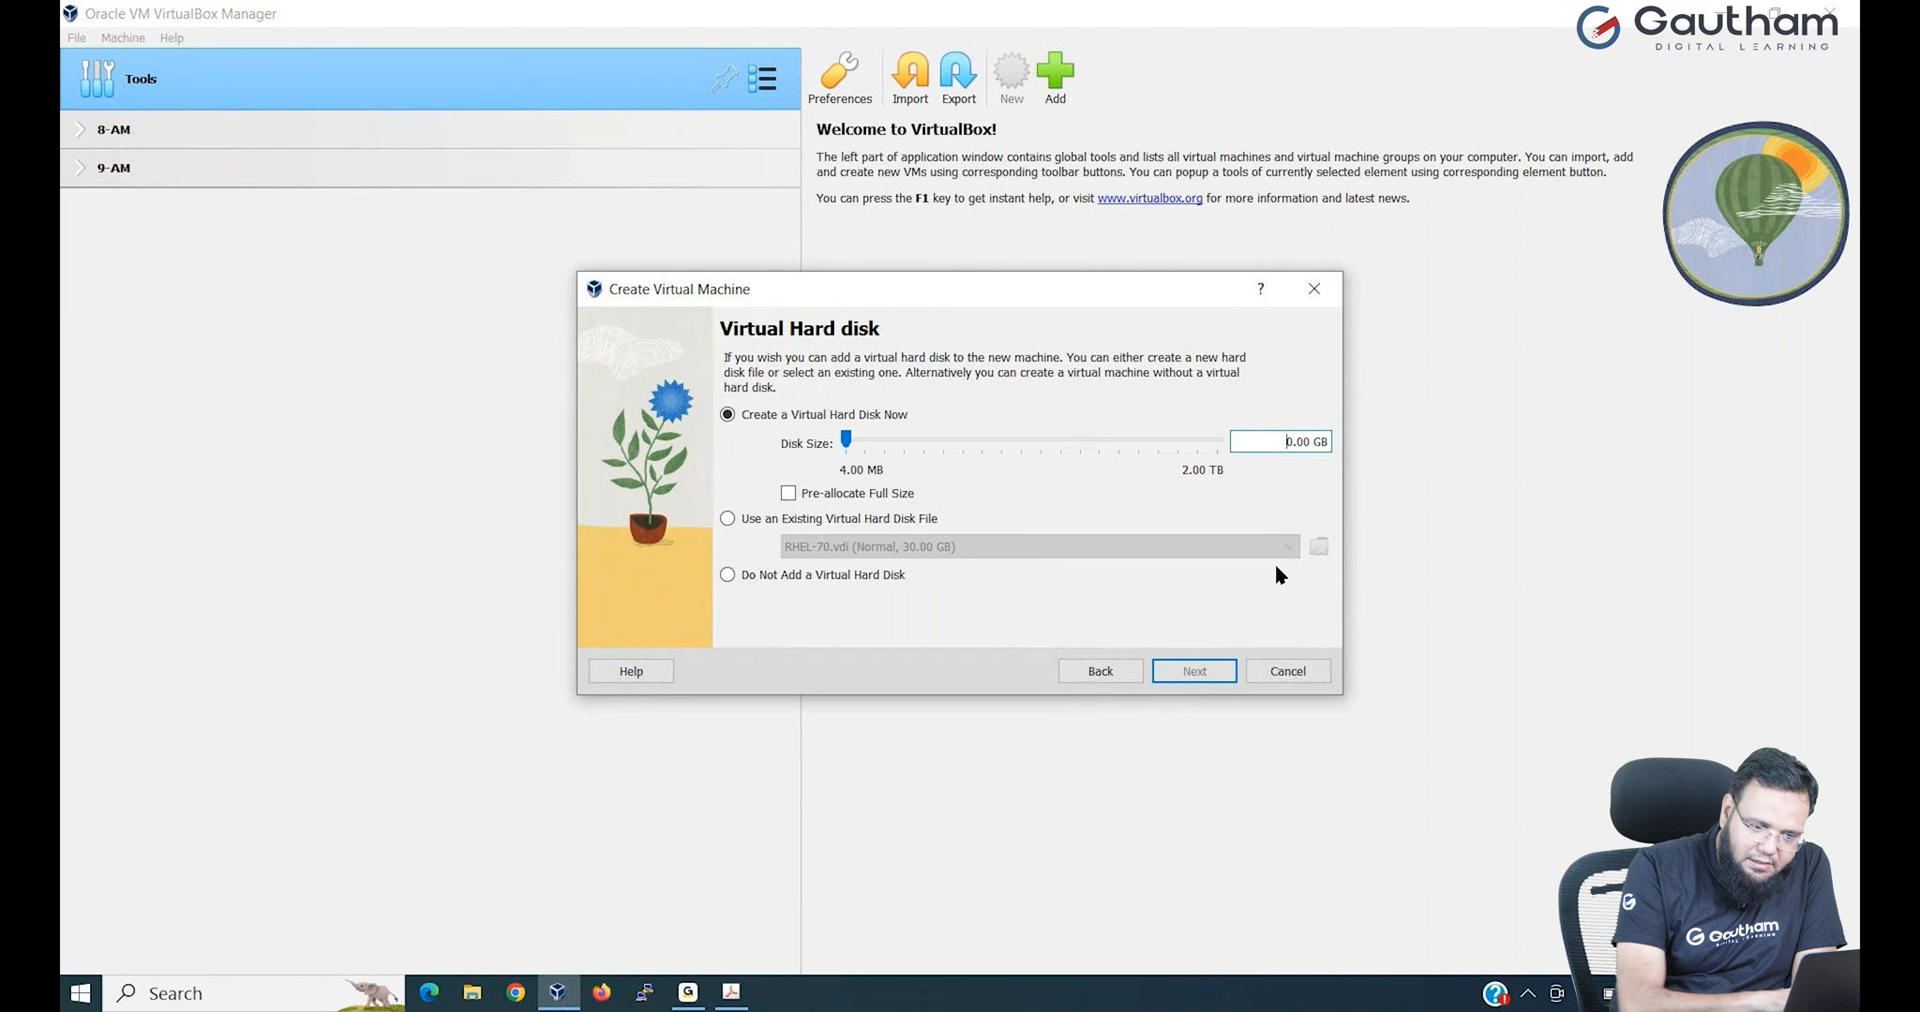 Oracle VM VirtualBox Manager
Gautham
DIGITAL LEARNING
File Machine Help
Tools
Preferences Import Export New Add
8-AM
9-AM
Welcome to VirtualBox!
The left part of application window contains global tools and lists all virtual machines and virtual machine groups on your computer. You can import, add
and create new VMs using corresponding toolbar buttons. You can popup a tools of currently selected element using corresponding element button.
You can press the F1 key to get instant help, or visit www.virtualbox.org for more information and latest news.
Create Virtual Machine
?
Virtual Hard disk
If you wish you can add a virtual hard disk to the new machine. You can either create a new hard
disk file or select an existing one. Alternatively you can create a virtual machine without a virtual
hard disk.
Create a Virtual Hard Disk Now
Disk Size:
0.00 GB
4.00 MB 2.00 TB
Pre-allocate Full Size
Use an Existing Virtual Hard Disk File
RHEL-70.vdi (Normal, 30.00 GB)
Do Not Add a Virtual Hard Disk
Help Back Next Cancel
Gautham
Search